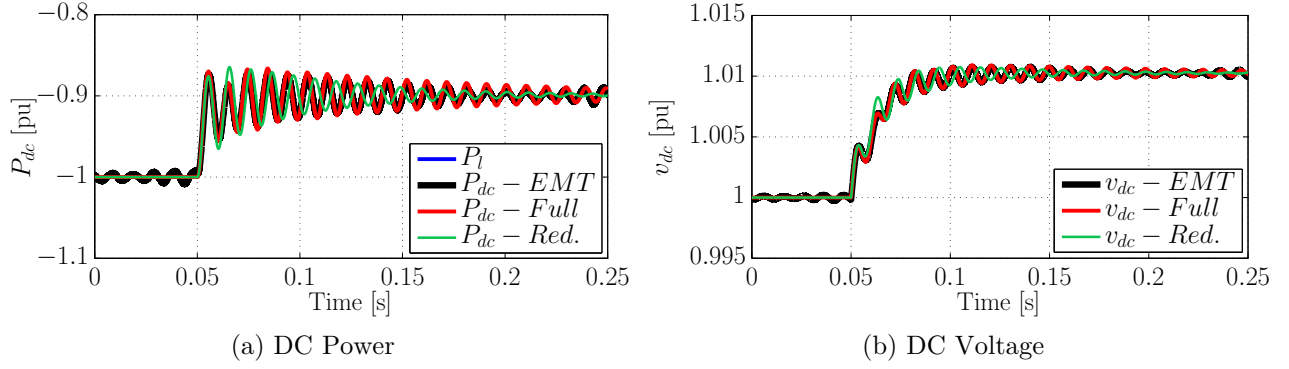 −0.8
−0.9
−1
−1.1
P_dc [pu]
0
0.05
0.1
0.15
0.2
0.25
Time [s]
P_l
P_dc − EMT
P_dc − Full
P_dc − Red.
(a) DC Power
1.015
1.01
1.005
1
0.995
v_dc [pu]
0
0.05
0.1
0.15
0.2
0.25
Time [s]
v_dc − EMT
v_dc − Full
v_dc − Red.
(b) DC Voltage